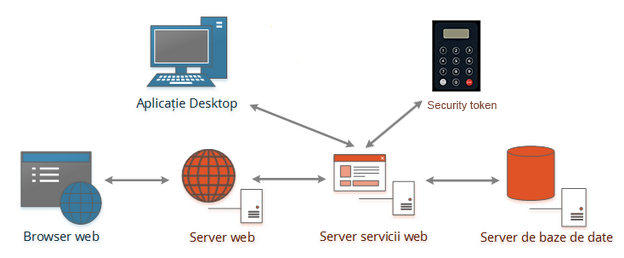 Aplicație Desktop
Security token
Browser web
Server web
Server servicii web
Server de baze de date